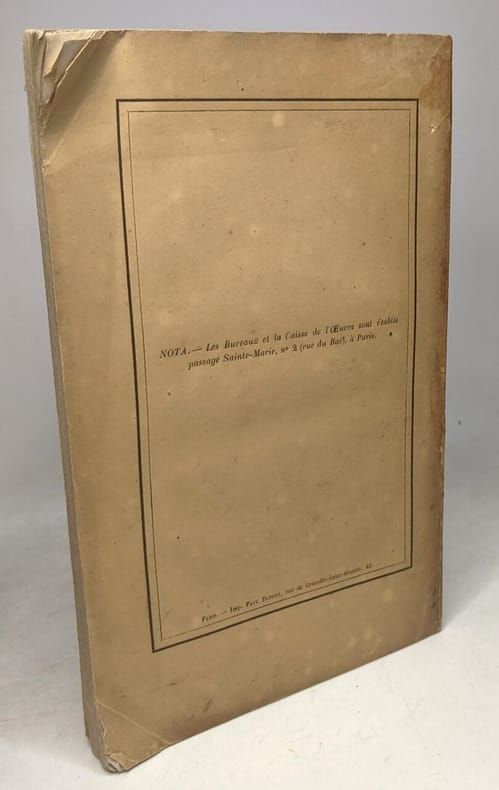 NOTA. — Les Bureaux et la Caisse de l'Œuvre sont établis
passage Sainte-Marie, n° 2 (rue du Bac), à Paris.
Paris. — Imp. Paul Dupont, rue de Grenelle-Saint-Honoré, 45.